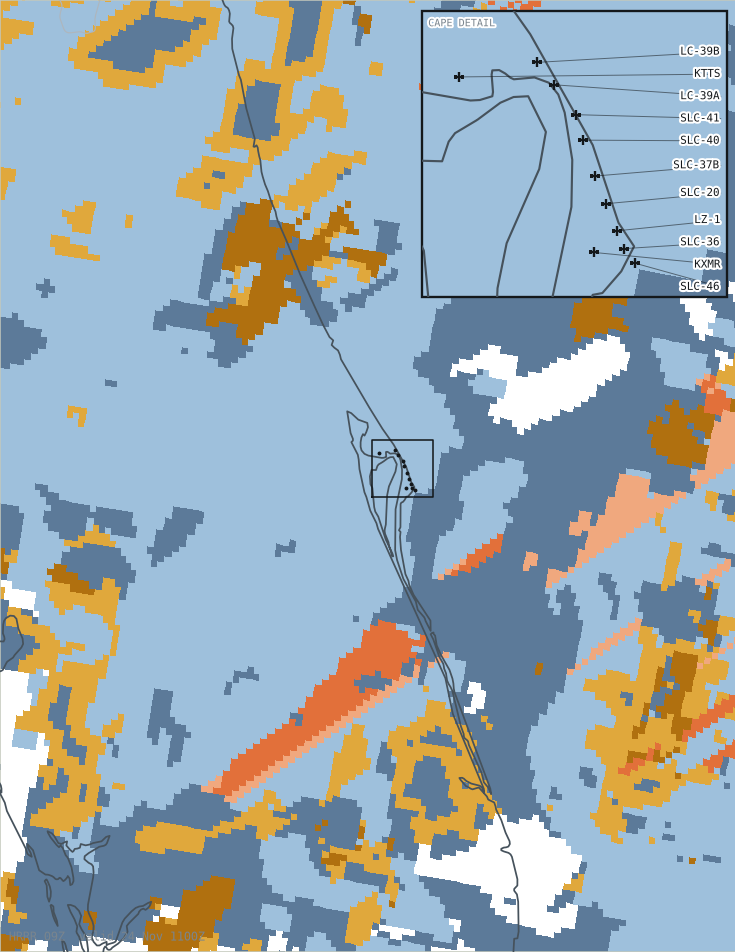 CAPE DETAIL
LC-39B
KTTS
LC-39A
SLC-41
SLC-40
SLC-37B
SLC-20
LZ-1
SLC-36
KXMR
SLC-46